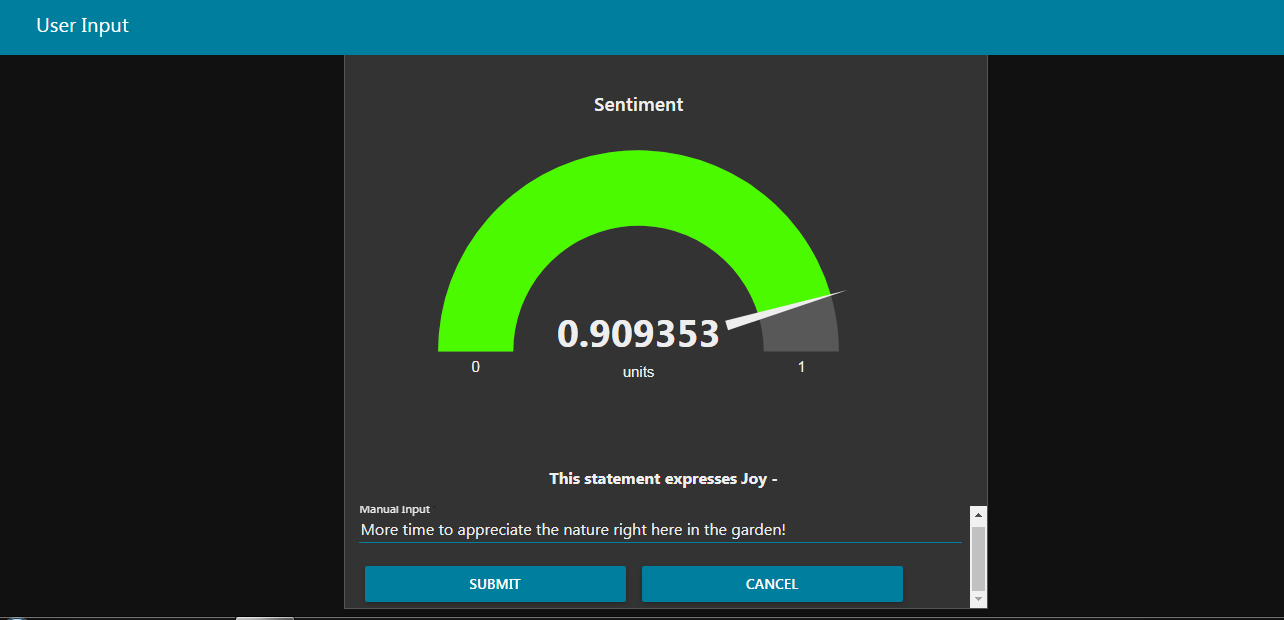 User Input
Sentiment
0.909353
0
units
1
This statement expresses Joy -
Manual Input
More time to appreciate the nature right here in the garden!
SUBMIT
CANCEL